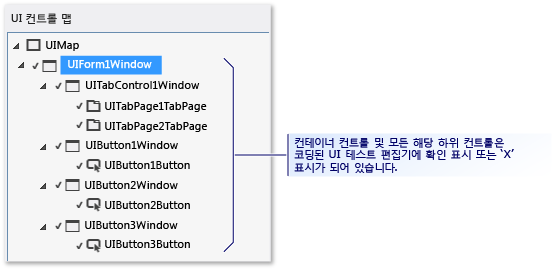 UI 컨트롤 맵
UIMap
UIForm1Window
UITabControl1Window
UITabPage1TabPage
UITabPage2TabPage
UIButton1Window
UIButton1Button
UIButton2Window
UIButton2Button
UIButton3Window
UIButton3Button
컨테이너 컨트롤 및 모든 해당 하위 컨트롤은
코딩된 UI 테스트 편집기에 확인 표시 또는 'X'
표시가 되어 있습니다.